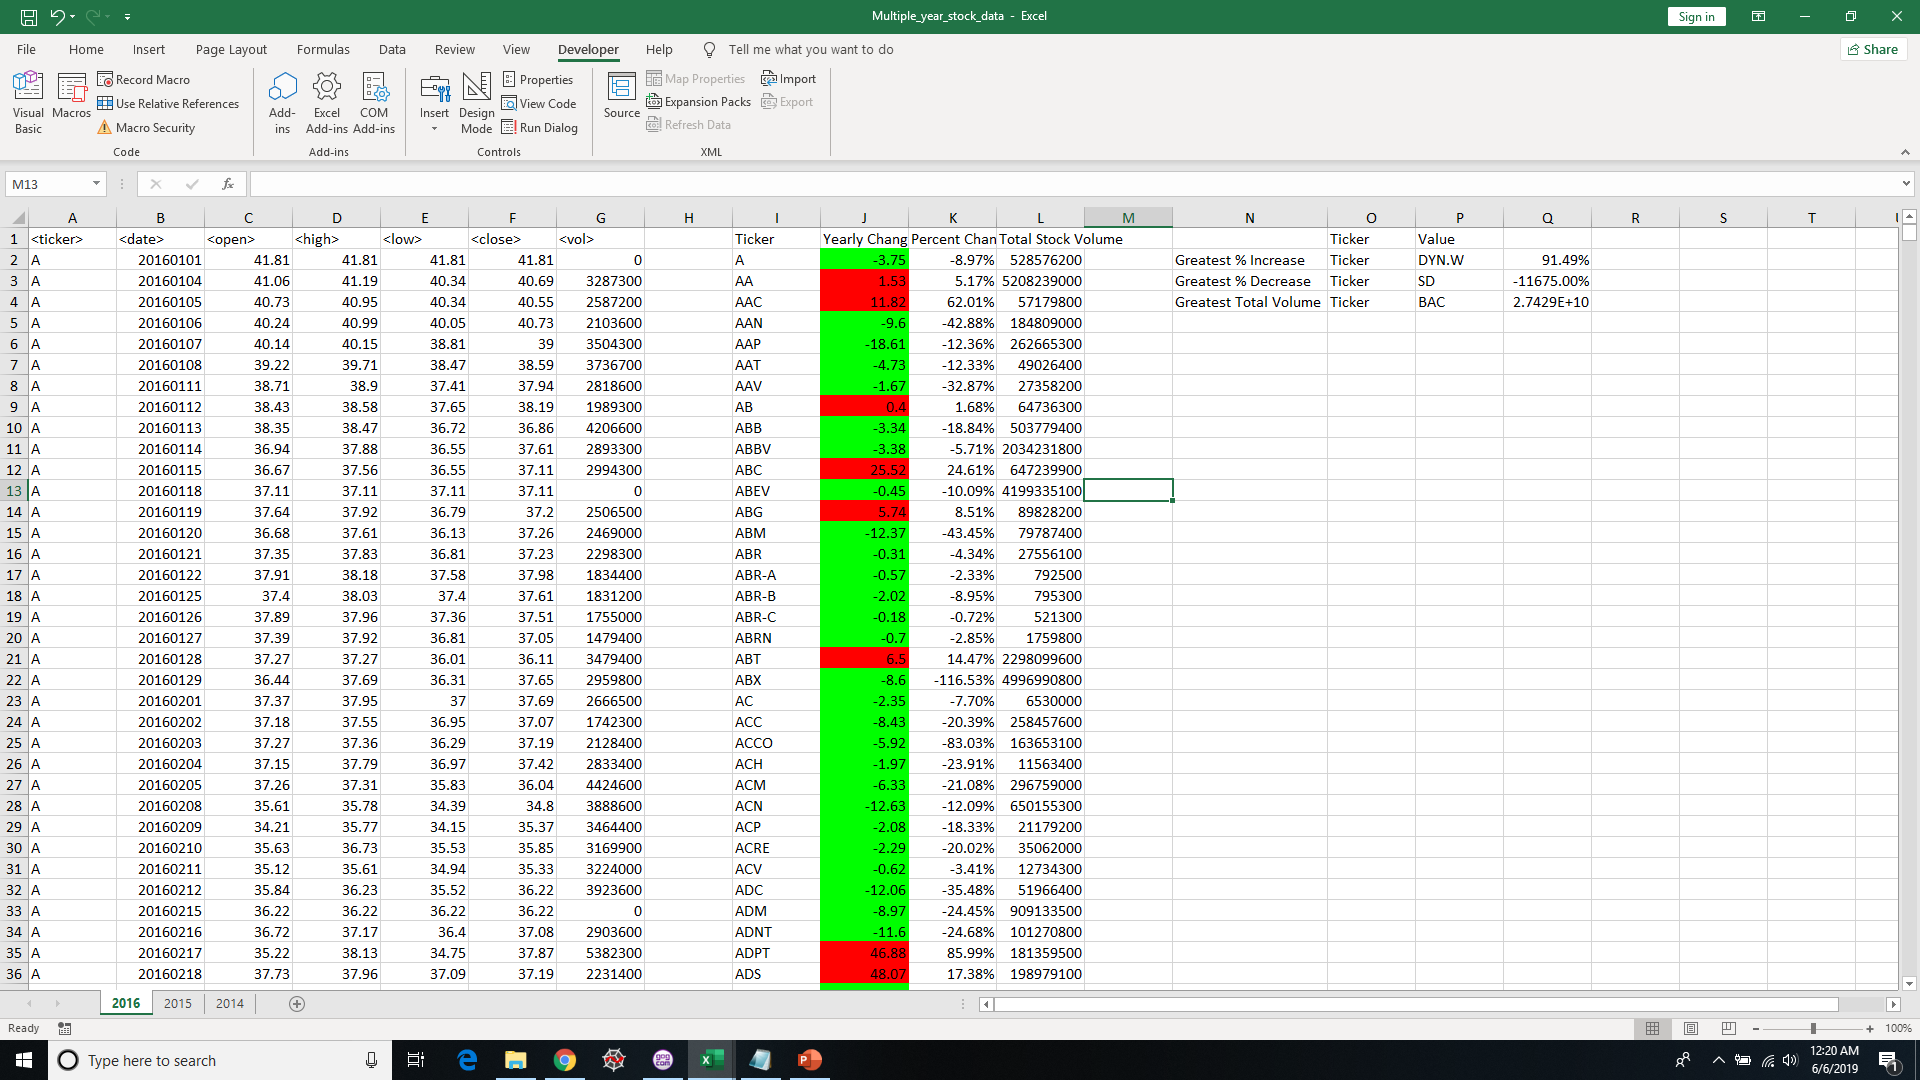 Multiple_year_stock_data - Excel
Sign in
File Home Insert Page Layout Formulas Data Review View Developer Help Tell me what you want to do
Share
Visual Basic
Macros
Record Macro
Use Relative References
Macro Security
Code
Add-ins
Excel Add-ins
COM Add-ins
Add-ins
Insert
Design Mode
Properties
View Code
Run Dialog
Controls
Source
Map Properties
Expansion Packs
Refresh Data
Import
Export
XML
M13
fx
A B C D E F G H I J K L M N O P Q R S T
1 <ticker> <date> <open> <high> <low> <close> <vol> Ticker Yearly Chang Percent Chan Total Stock Volume Ticker Value
2 A 20160101 41.81 41.81 41.81 41.81 0 A -3.75 -8.97% 528576200 Greatest % Increase Ticker DYN.W 91.49%
3 A 20160104 41.06 41.19 40.34 40.69 3287300 AA 1.53 5.17% 5208239000 Greatest % Decrease Ticker SD -11675.00%
4 A 20160105 40.73 40.95 40.34 40.55 2587200 AAC 11.82 62.01% 57179800 Greatest Total Volume Ticker BAC 2.7429E+10
5 A 20160106 40.24 40.99 40.05 40.73 2103600 AAN -9.6 -42.88% 184809000
6 A 20160107 40.14 40.15 38.81 39 3504300 AAP -18.61 -12.36% 262665300
7 A 20160108 39.22 39.71 38.47 38.59 3736700 AAT -4.73 -12.33% 49026400
8 A 20160111 38.71 38.9 37.41 37.94 2818600 AAV -1.67 -32.87% 27358200
9 A 20160112 38.43 38.58 37.65 38.19 1989300 AB 0.4 1.68% 64736300
10 A 20160113 38.35 38.47 36.72 36.86 4206600 ABB -3.34 -18.84% 503779400
11 A 20160114 36.94 37.88 36.55 37.61 2893300 ABBV -3.38 -5.71% 2034231800
12 A 20160115 36.67 37.56 36.55 37.11 2994300 ABC 25.52 24.61% 647239900
13 A 20160118 37.11 37.11 37.11 37.11 0 ABEV -0.45 -10.09% 4199335100
14 A 20160119 37.64 37.92 36.79 37.2 2506500 ABG 5.74 8.51% 89828200
15 A 20160120 36.68 37.61 36.13 37.26 2469000 ABM -12.37 -43.45% 79787400
16 A 20160121 37.35 37.83 36.81 37.23 2298300 ABR -0.31 -4.34% 27556100
17 A 20160122 37.91 38.18 37.58 37.98 1834400 ABR-A -0.57 -2.33% 792500
18 A 20160125 37.4 38.03 37.4 37.61 1831200 ABR-B -2.02 -8.95% 795300
19 A 20160126 37.89 37.96 37.36 37.51 1755000 ABR-C -0.18 -0.72% 521300
20 A 20160127 37.39 37.92 36.81 37.05 1479400 ABRN -0.7 -2.85% 1759800
21 A 20160128 37.27 37.27 36.01 36.11 3479400 ABT 6.5 14.47% 2298099600
22 A 20160129 36.44 37.69 36.31 37.65 2959800 ABX -8.6 -116.53% 4996990800
23 A 20160201 37.37 37.95 37 37.69 2666500 AC -2.35 -7.70% 6530000
24 A 20160202 37.18 37.55 36.95 37.07 1742300 ACC -8.43 -20.39% 258457600
25 A 20160203 37.27 37.36 36.29 37.19 2128400 ACCO -5.92 -83.03% 163653100
26 A 20160204 37.15 37.79 36.97 37.42 2833400 ACH -1.97 -23.91% 11563400
27 A 20160205 37.26 37.31 35.83 36.04 4424600 ACM -6.33 -21.08% 296759000
28 A 20160208 35.61 35.78 34.39 34.8 3888600 ACN -12.63 -12.09% 650155300
29 A 20160209 34.21 35.77 34.15 35.37 3464400 ACP -2.08 -18.33% 21179200
30 A 20160210 35.63 36.73 35.53 35.85 3169900 ACRE -2.29 -20.02% 35062000
31 A 20160211 35.12 35.61 34.94 35.33 3224000 ACV -0.62 -3.41% 12734300
32 A 20160212 35.84 36.23 35.52 36.22 3923600 ADC -12.06 -35.48% 51966400
33 A 20160215 36.22 36.22 36.22 36.22 0 ADM -8.97 -24.45% 909133500
34 A 20160216 36.72 37.17 36.4 37.08 2903600 ADNT -11.6 -24.68% 101270800
35 A 20160217 35.22 38.13 34.75 37.87 5382300 ADPT 46.88 85.99% 181359500
36 A 20160218 37.73 37.96 37.09 37.19 2231400 ADS 48.07 17.38% 198979100
2016 2015 2014
Ready
100%
Type here to search
12:20 AM
6/6/2019